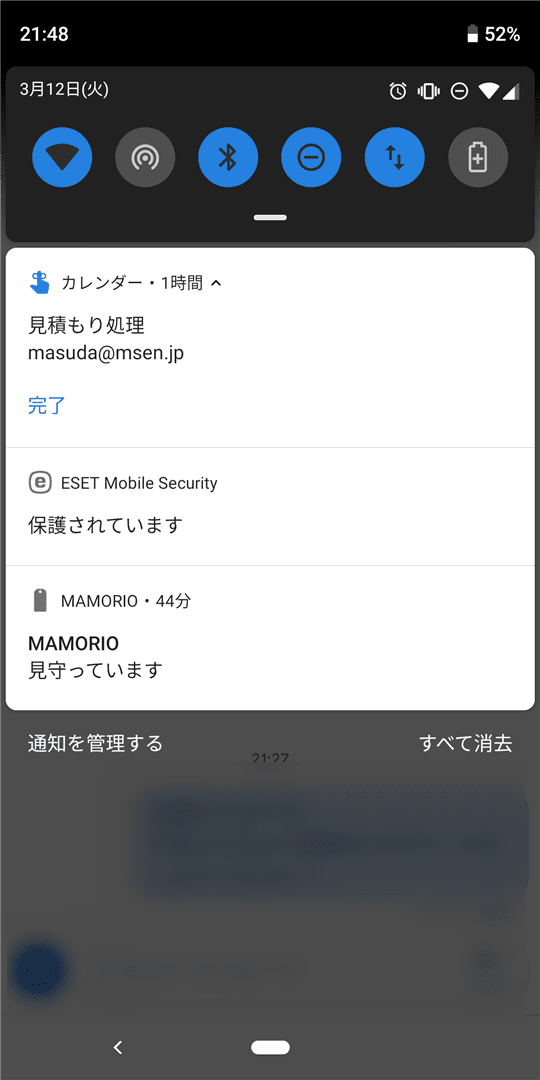 21:48
52%
3月12日(火)
カレンダー・1時間
見積もり処理
masuda@msen.jp
完了
ESET Mobile Security
保護されています
MAMORIO・44分
MAMORIO
見守っています
通知を管理する
すべて消去
21:27